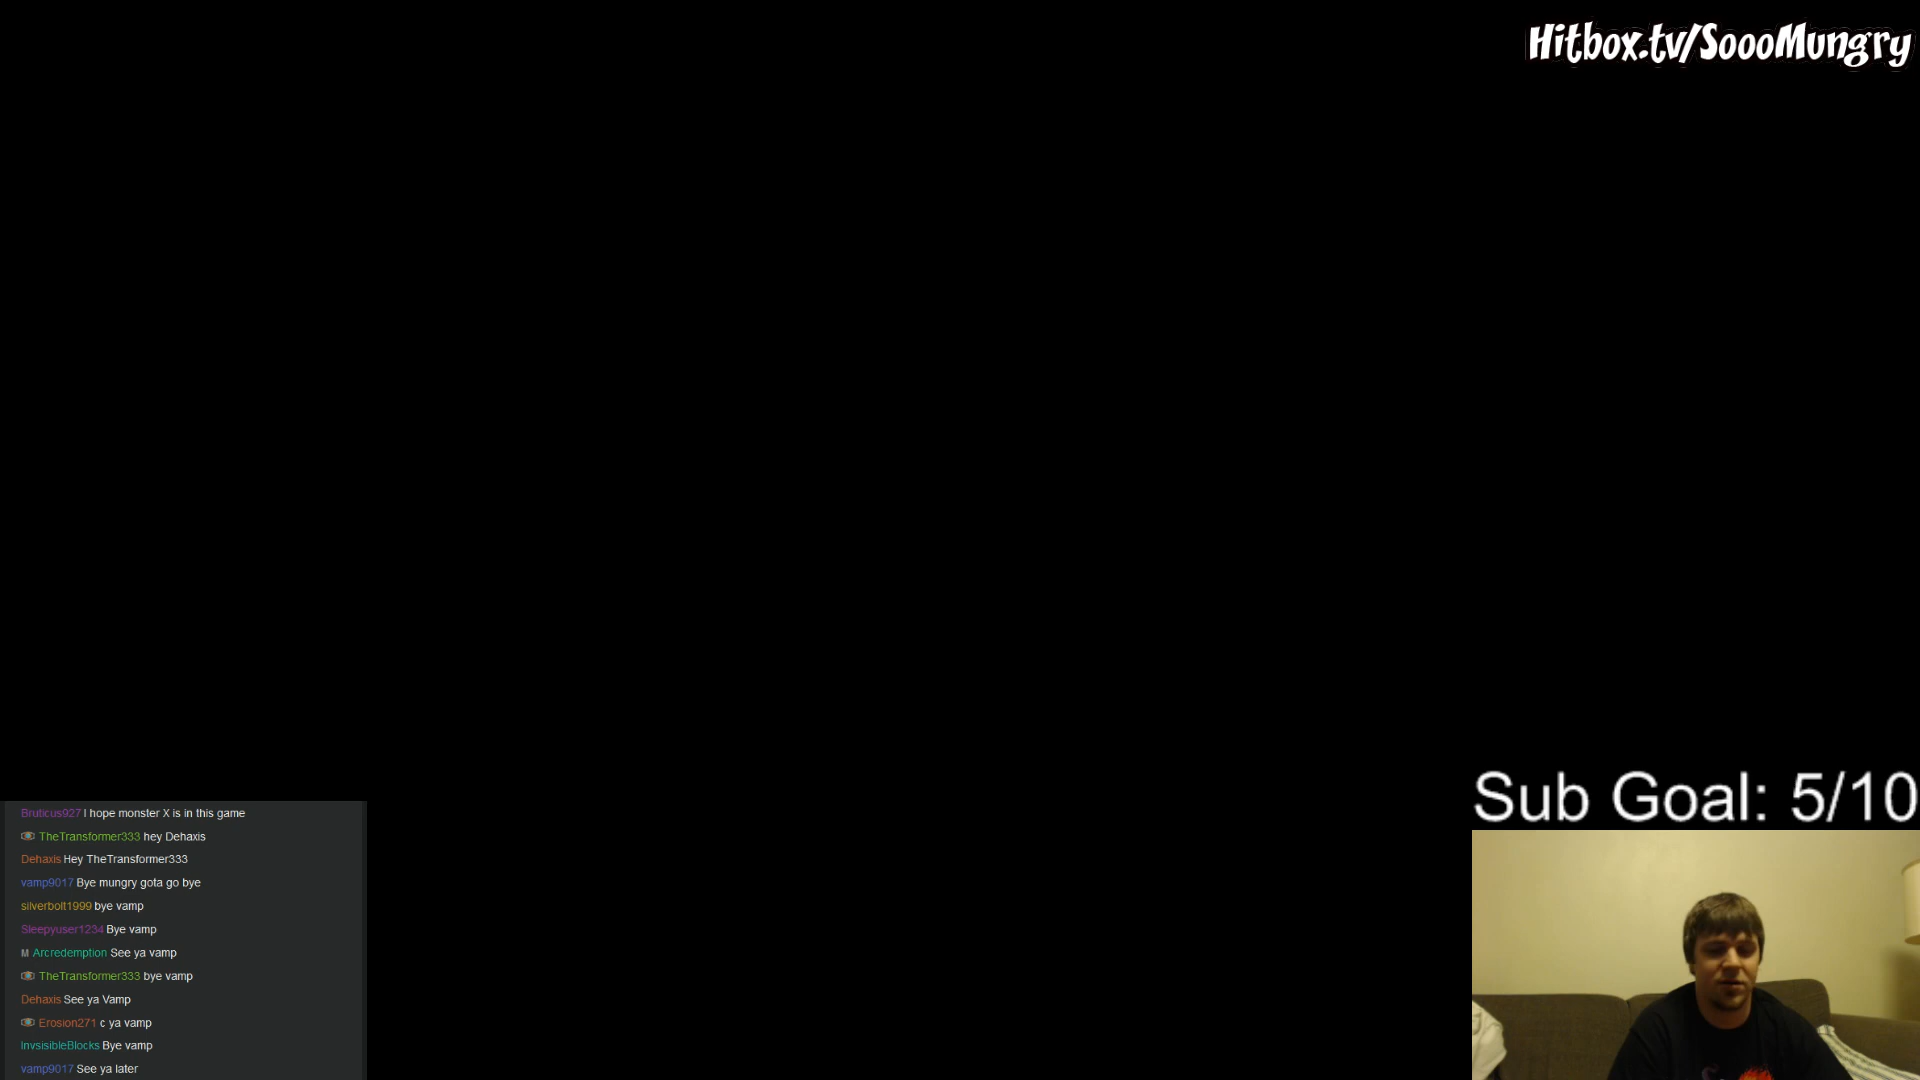 Hitbox.tv/SoooMungry
Sub Goal: 5/10
Bruticus927 I hope monster X is in this game
TheTransformer333 hey Dehaxis
Dehaxis Hey TheTransformer333
vamp9017 Bye mungry gota go bye
silverbolt1999 bye vamp
Sleepyuser1234 Bye vamp
M Arcredemption See ya vamp
TheTransformer333 bye vamp
Dehaxis See ya Vamp
Erosion271 c ya vamp
InvsisibleBlocks Bye vamp
vamp9017 See ya later